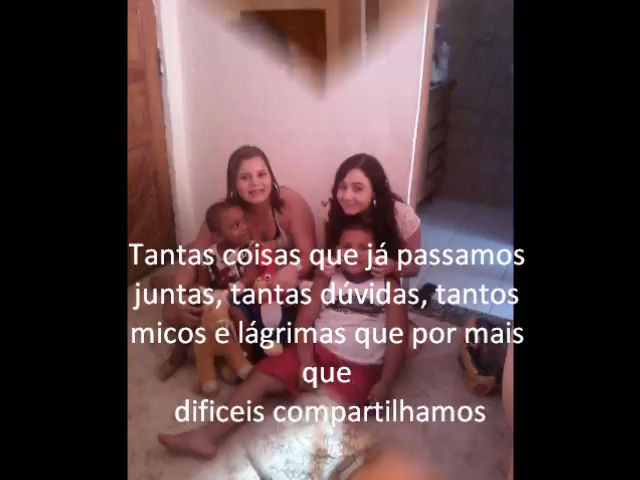 Tantas coisas que já passamos
juntas, tantas dúvidas, tantos
micos e lágrimas que por mais
que
dificeis compartilhamos